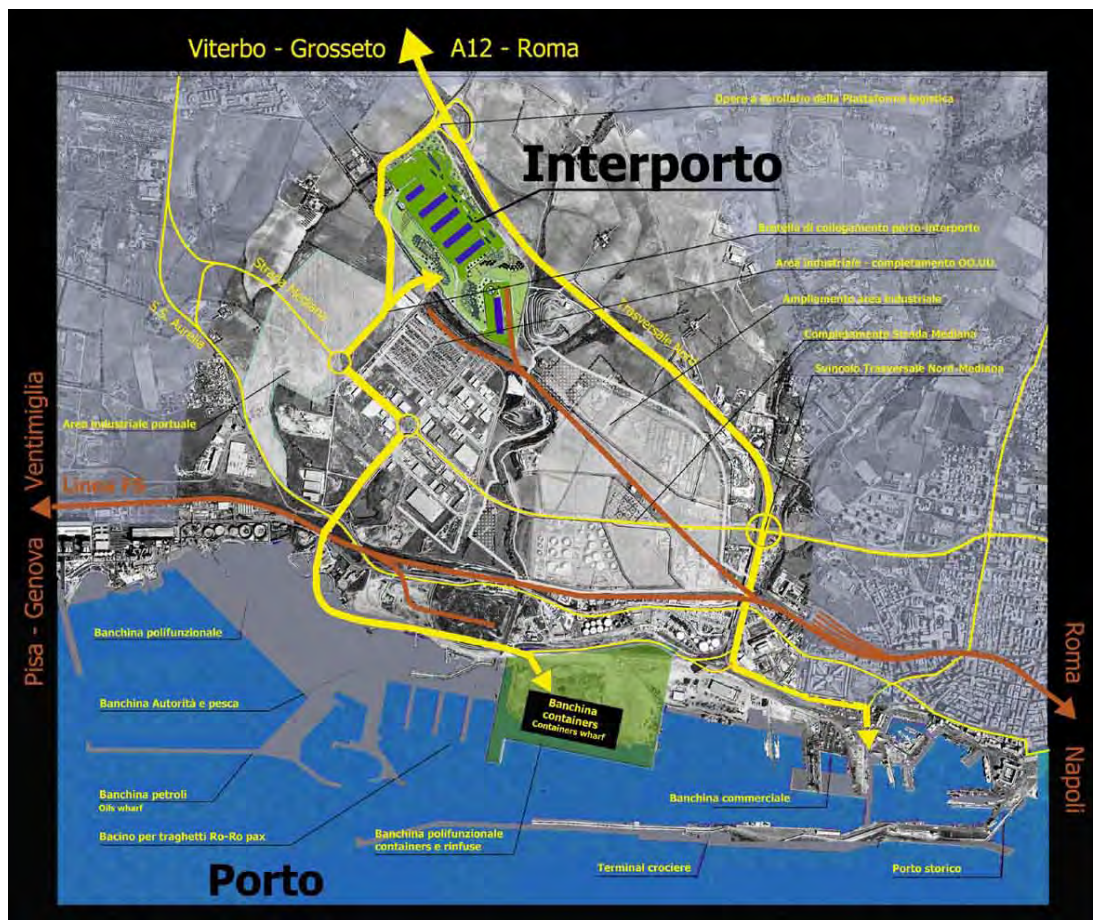 Viterbo - Grosseto
A12 - Roma
Opere a corollario della Piattaforma logistica
Interporto
Bretella di collegamento porto-interporto
Area industriale - completamento OO.UU.
Ampliamento area industriale
Completamento Strada Mediana
Svincolo Trasversale Nord-Mediana
Strada Mediana
S.S. Aurelia
Trasversale Nord
Area industriale portuale
Linea FS
Pisa - Genova
Ventimiglia
Roma
Napoli
Banchina polifunzionale
Banchina Autorità e pesca
Banchina
containers
Containers wharf
Banchina petroli
Oils wharf
Bacino per traghetti Ro-Ro pax
Banchina polifunzionale
containers e rinfuse
Banchina commerciale
Terminal crociere
Porto storico
Porto